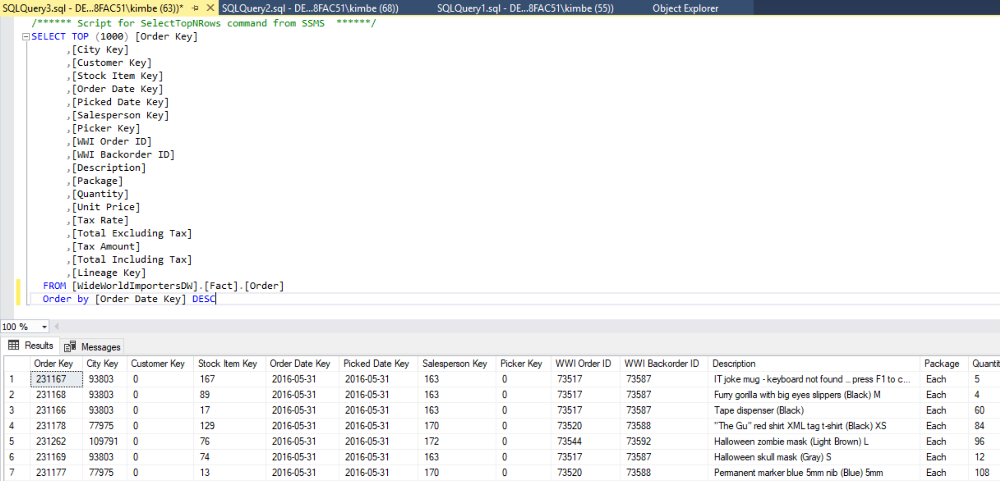 SQLQuery3.sql - DE...8FAC51\kimbe (63))* SQLQuery2.sql - DE...8FAC51\kimbe (68)) SQLQuery1.sql - DE...8FAC51\kimbe (55)) Object Explorer
/****** Script for SelectTopNRows command from SSMS ******/
SELECT TOP (1000) [Order Key]
,[City Key]
,[Customer Key]
,[Stock Item Key]
,[Order Date Key]
,[Picked Date Key]
,[Salesperson Key]
,[Picker Key]
,[WWI Order ID]
,[WWI Backorder ID]
,[Description]
,[Package]
,[Quantity]
,[Unit Price]
,[Tax Rate]
,[Total Excluding Tax]
,[Tax Amount]
,[Total Including Tax]
,[Lineage Key]
FROM [WideWorldImportersDW].[Fact].[Order]
Order by [Order Date Key] DESC
100 %
Results Messages
Order Key City Key Customer Key Stock Item Key Order Date Key Picked Date Key Salesperson Key Picker Key WWI Order ID WWI Backorder ID Description Package Quantit
1 231167 93803 0 167 2016-05-31 2016-05-31 163 0 73517 73587 IT joke mug - keyboard not found ... press F1 to c... Each 5
2 231168 93803 0 89 2016-05-31 2016-05-31 163 0 73517 73587 Furry gorilla with big eyes slippers (Black) M Each 4
3 231166 93803 0 17 2016-05-31 2016-05-31 163 0 73517 73587 Tape dispenser (Black) Each 60
4 231178 77975 0 129 2016-05-31 2016-05-31 170 0 73520 73588 "The Gu" red shirt XML tag t-shirt (Black) XS Each 84
5 231262 109791 0 76 2016-05-31 2016-05-31 172 0 73544 73592 Halloween zombie mask (Light Brown) L Each 96
6 231169 93803 0 74 2016-05-31 2016-05-31 163 0 73517 73587 Halloween skull mask (Gray) S Each 12
7 231177 77975 0 13 2016-05-31 2016-05-31 170 0 73520 73588 Permanent marker blue 5mm nib (Blue) 5mm Each 108